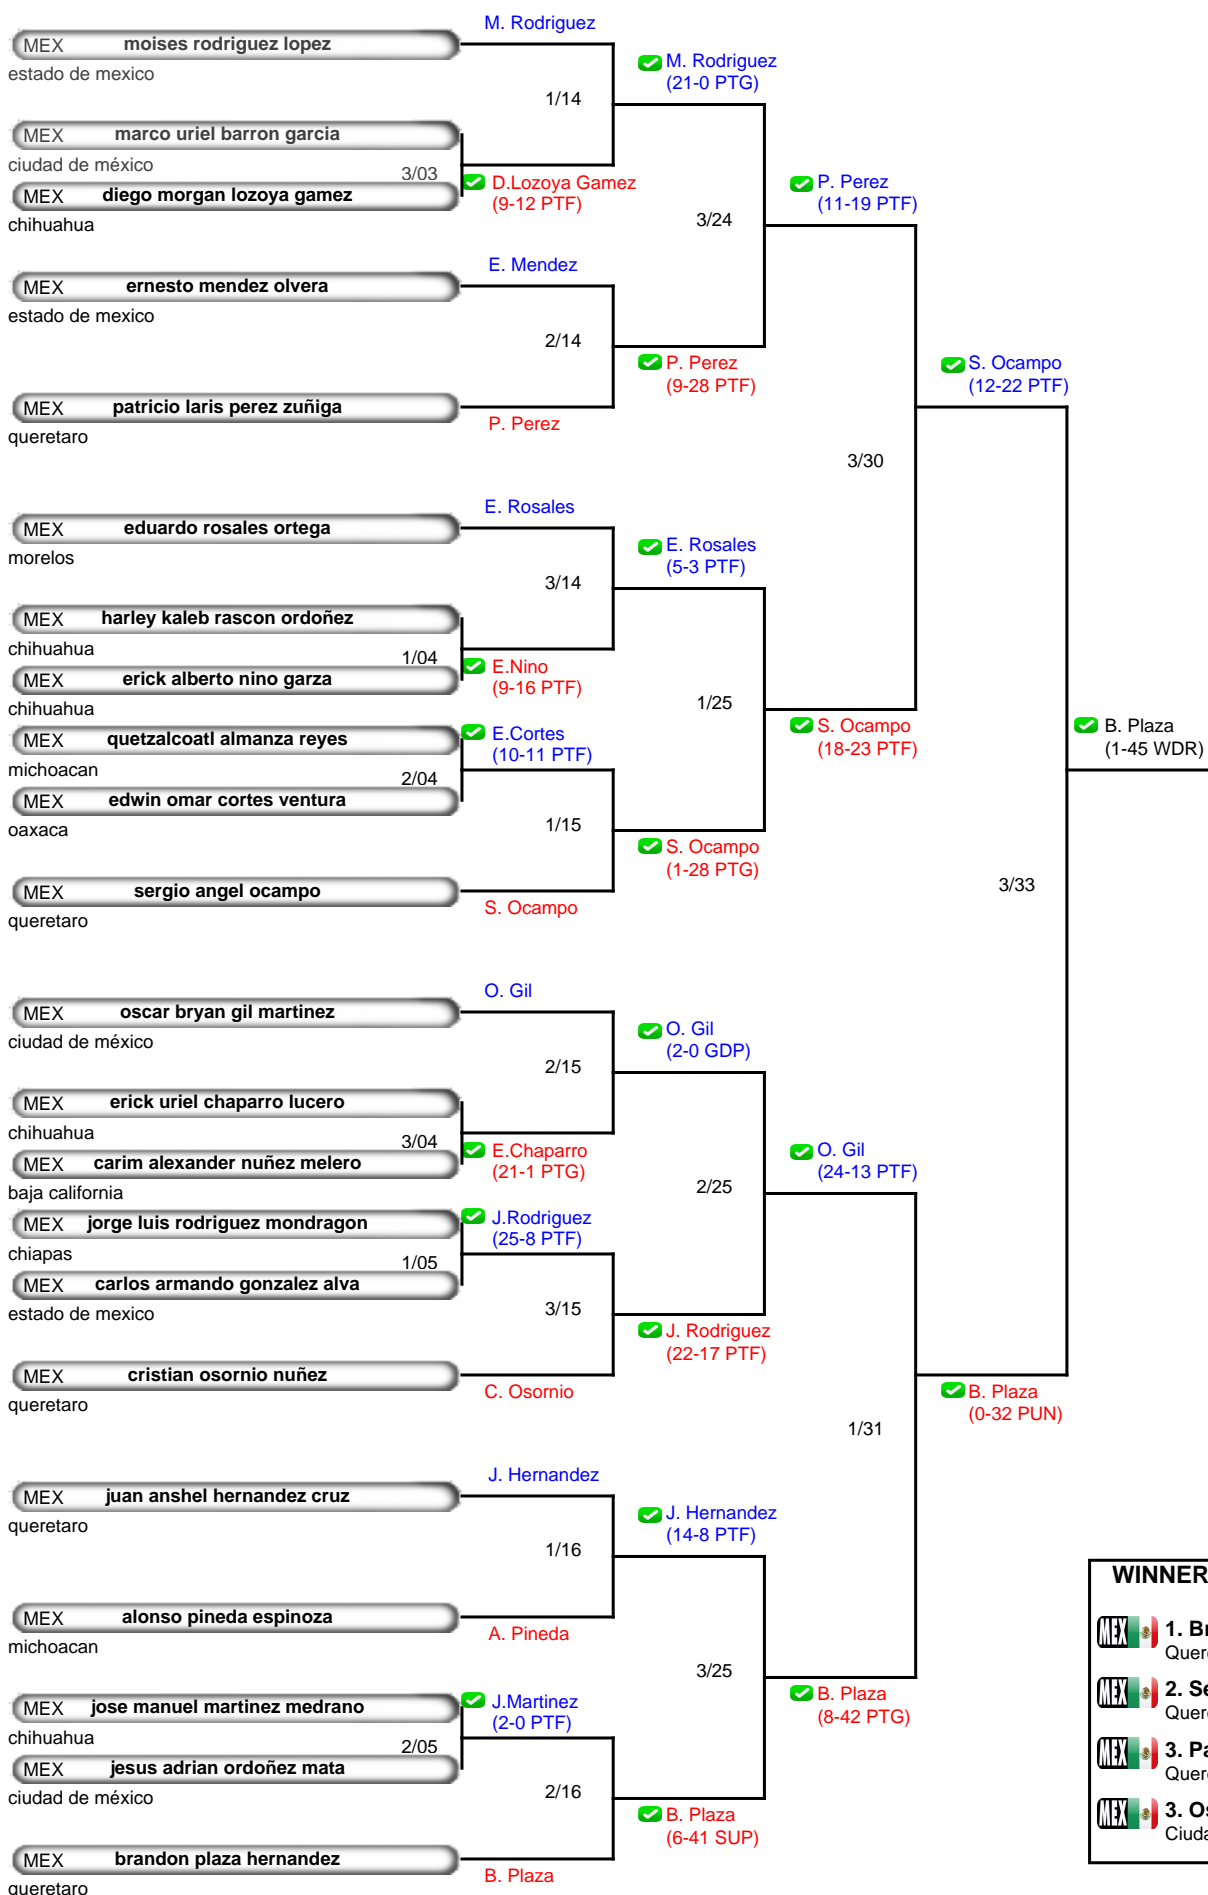 M. Rodriguez
MEX moises rodriguez lopez
estado de mexico
M. Rodriguez
(21-0 PTG)
1/14
MEX marco uriel barron garcia
ciudad de méxico
3/03
MEX diego morgan lozoya gamez
chihuahua
D.Lozoya Gamez
(9-12 PTF)
P. Perez
(11-19 PTF)
3/24
E. Mendez
MEX ernesto mendez olvera
estado de mexico
2/14
P. Perez
(9-28 PTF)
S. Ocampo
(12-22 PTF)
MEX patricio laris perez zuñiga
queretaro
P. Perez
3/30
E. Rosales
MEX eduardo rosales ortega
morelos
E. Rosales
(5-3 PTF)
3/14
MEX harley kaleb rascon ordoñez
chihuahua
1/04
MEX erick alberto nino garza
chihuahua
E.Nino
(9-16 PTF)
1/25
MEX quetzalcoatl almanza reyes
michoacan
E.Cortes
(10-11 PTF)
S. Ocampo
(18-23 PTF)
B. Plaza
(1-45 WDR)
2/04
MEX edwin omar cortes ventura
oaxaca
1/15
S. Ocampo
(1-28 PTG)
MEX sergio angel ocampo
queretaro
S. Ocampo
3/33
O. Gil
MEX oscar bryan gil martinez
ciudad de méxico
O. Gil
(2-0 GDP)
2/15
MEX erick uriel chaparro lucero
chihuahua
3/04
MEX carim alexander nuñez melero
baja california
E.Chaparro
(21-1 PTG)
O. Gil
(24-13 PTF)
2/25
MEX jorge luis rodriguez mondragon
chiapas
J.Rodriguez
(25-8 PTF)
1/05
MEX carlos armando gonzalez alva
estado de mexico
3/15
J. Rodriguez
(22-17 PTF)
MEX cristian osornio nuñez
queretaro
C. Osornio
B. Plaza
(0-32 PUN)
1/31
J. Hernandez
MEX juan anshel hernandez cruz
queretaro
J. Hernandez
(14-8 PTF)
1/16
MEX alonso pineda espinoza
michoacan
A. Pineda
3/25
MEX jose manuel martinez medrano
chihuahua
J.Martinez
(2-0 PTF)
B. Plaza
(8-42 PTG)
2/05
MEX jesus adrian ordoñez mata
ciudad de méxico
2/16
B. Plaza
(6-41 SUP)
MEX brandon plaza hernandez
queretaro
B. Plaza
WINNER
MEX 1.
MEX 2.
MEX 3.
MEX 3.